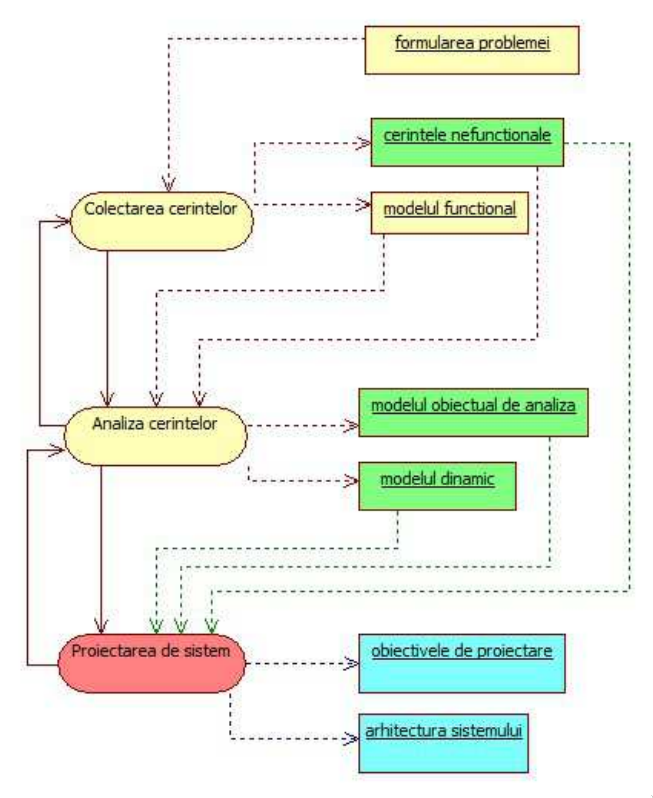 formularea problemei
cerintele nefunctionale
Colectarea cerintelor
modelul functional
modelul obiectual de analiza
Analiza cerintelor
modelul dinamic
Proiectarea de sistem
obiectivele de proiectare
arhitectura sistemului